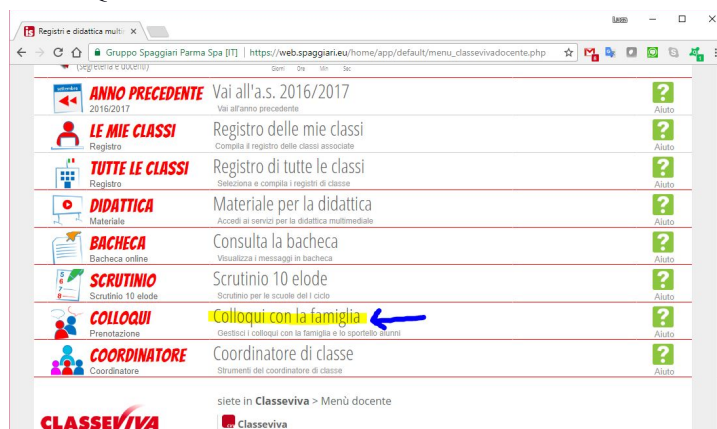 Registri e didattica multi
Gruppo Spaggiari Parma Spa [IT] | https://web.spaggiari.eu/home/app/default/menu_classevivadocente.php
(segreteria e docenti)
Giorni Ore Min Sec
settembre
ANNO PRECEDENTE Vai all'a.s. 2016/2017
2016/2017 Vai all'anno precedente Aiuto
LE MIE CLASSI Registro delle mie classi
Registro Compila il registro delle classi associate Aiuto
TUTTE LE CLASSI Registro di tutte le classi
Registro Seleziona e compila i registri di classe Aiuto
DIDATTICA Materiale per la didattica
Materiale Accedi ai servizi per la didattica multimediale Aiuto
BACHECA Consulta la bacheca
Bacheca online Visualizza i messaggi in bacheca Aiuto
SCRUTINIO Scrutinio 10 elode
Scrutinio 10 elode Scrutinio per le scuole del I ciclo Aiuto
COLLOQUI Colloqui con la famiglia
Prenotazione Gestisci i colloqui con la famiglia e lo sportello alunni Aiuto
COORDINATORE Coordinatore di classe
Coordinatore Strumenti del coordinatore di classe Aiuto
siete in Classeviva > Menù docente
CLASSEVIVA Classeviva